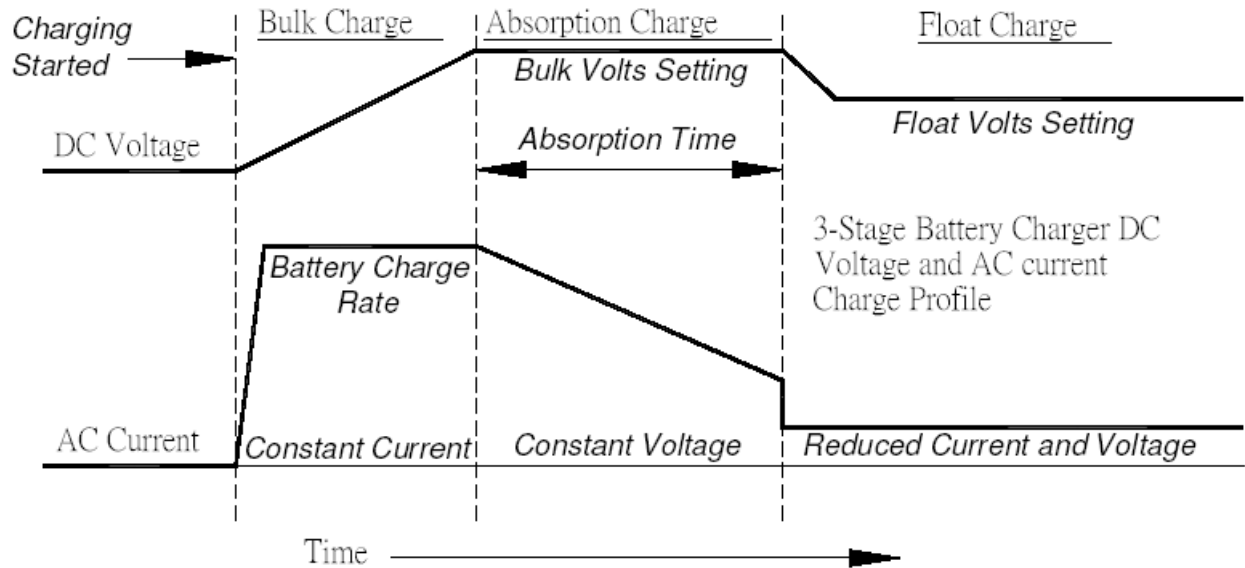 Charging
Started
Bulk Charge
Absorption Charge
Float Charge
Bulk Volts Setting
Float Volts Setting
DC Voltage
Absorption Time
3-Stage Battery Charger DC
Voltage and AC current
Charge Profile
Battery Charge
Rate
AC Current
Constant Current
Constant Voltage
Reduced Current and Voltage
Time